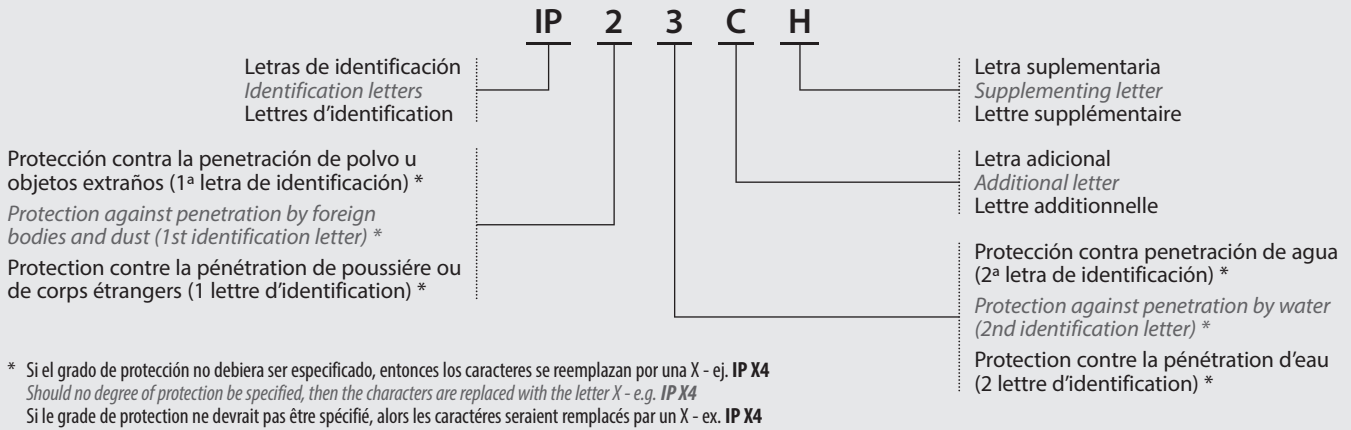 IP 2 3 C H
Letras de identificación
Identification letters
Lettres d'identification
Protección contra la penetración de polvo u
objetos extraños (1ª letra de identificación) *
Protection against penetration by foreign
bodies and dust (1st identification letter) *
Protection contre la pénétration de poussiére ou
de corps étrangers (1 lettre d'identification) *
Letra suplementaria
Supplementing letter
Lettre supplémentaire
Letra adicional
Additional letter
Lettre additionnelle
Protección contra penetración de agua
(2ª letra de identificación) *
Protection against penetration by water
(2nd identification letter) *
Protection contre la pénétration d'eau
(2 lettre d'identification) *
* Si el grado de protección no debiera ser especificado, entonces los caracteres se reemplazan por una X - ej. IP X4
Should no degree of protection be specified, then the characters are replaced with the letter X - e.g. IP X4
Si le grade de protection ne devrait pas être spécifié, alors les caractéres seraient remplacés par un X - ex. IP X4